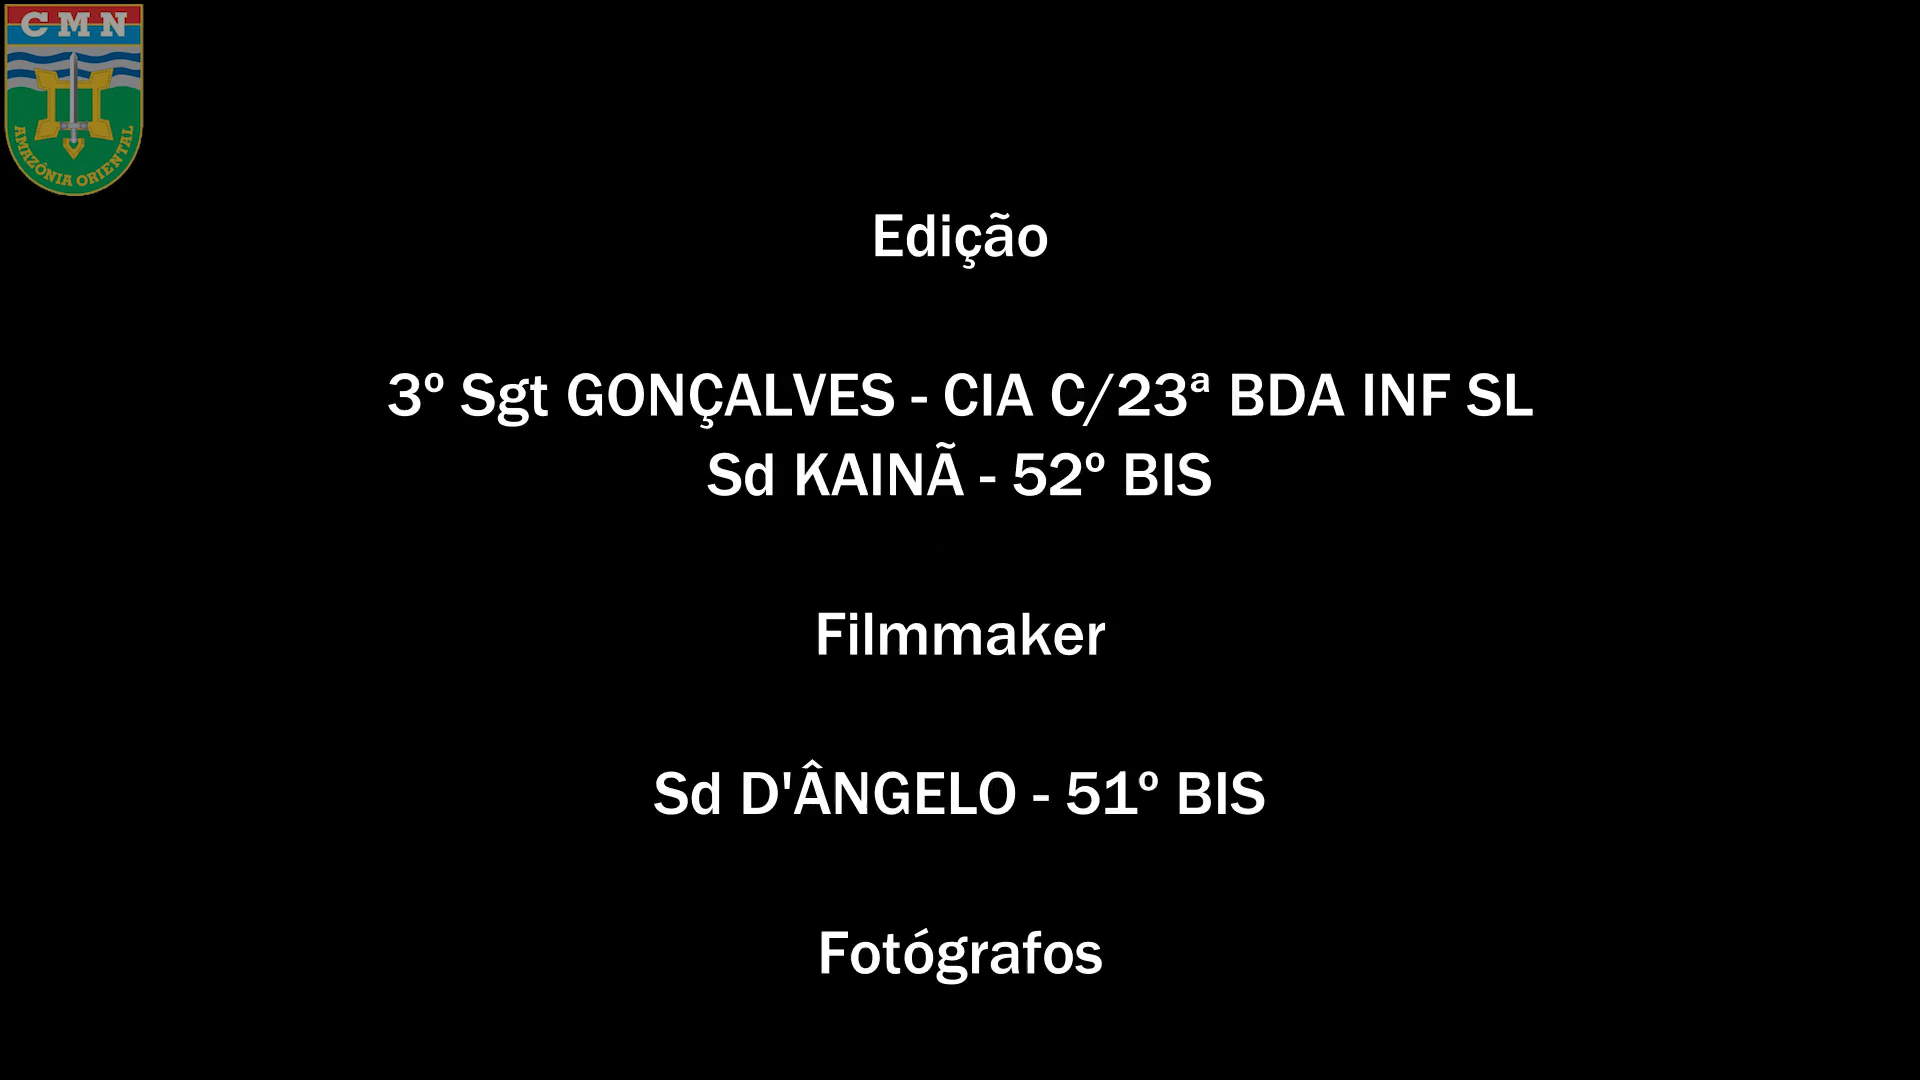 CMN
AMAZÔNIA ORIENTAL
Edição
3º Sgt GONÇALVES - CIA C/23ª BDA INF SL
Sd KAINÃ - 52º BIS
Filmmaker
Sd D'ÂNGELO - 51º BIS
Fotógrafos